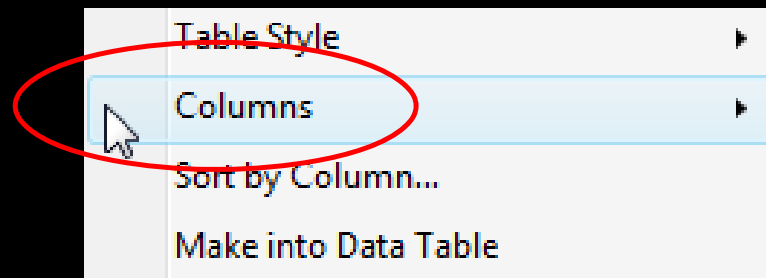 Table Style
Columns
Sort by Column...
Make into Data Table